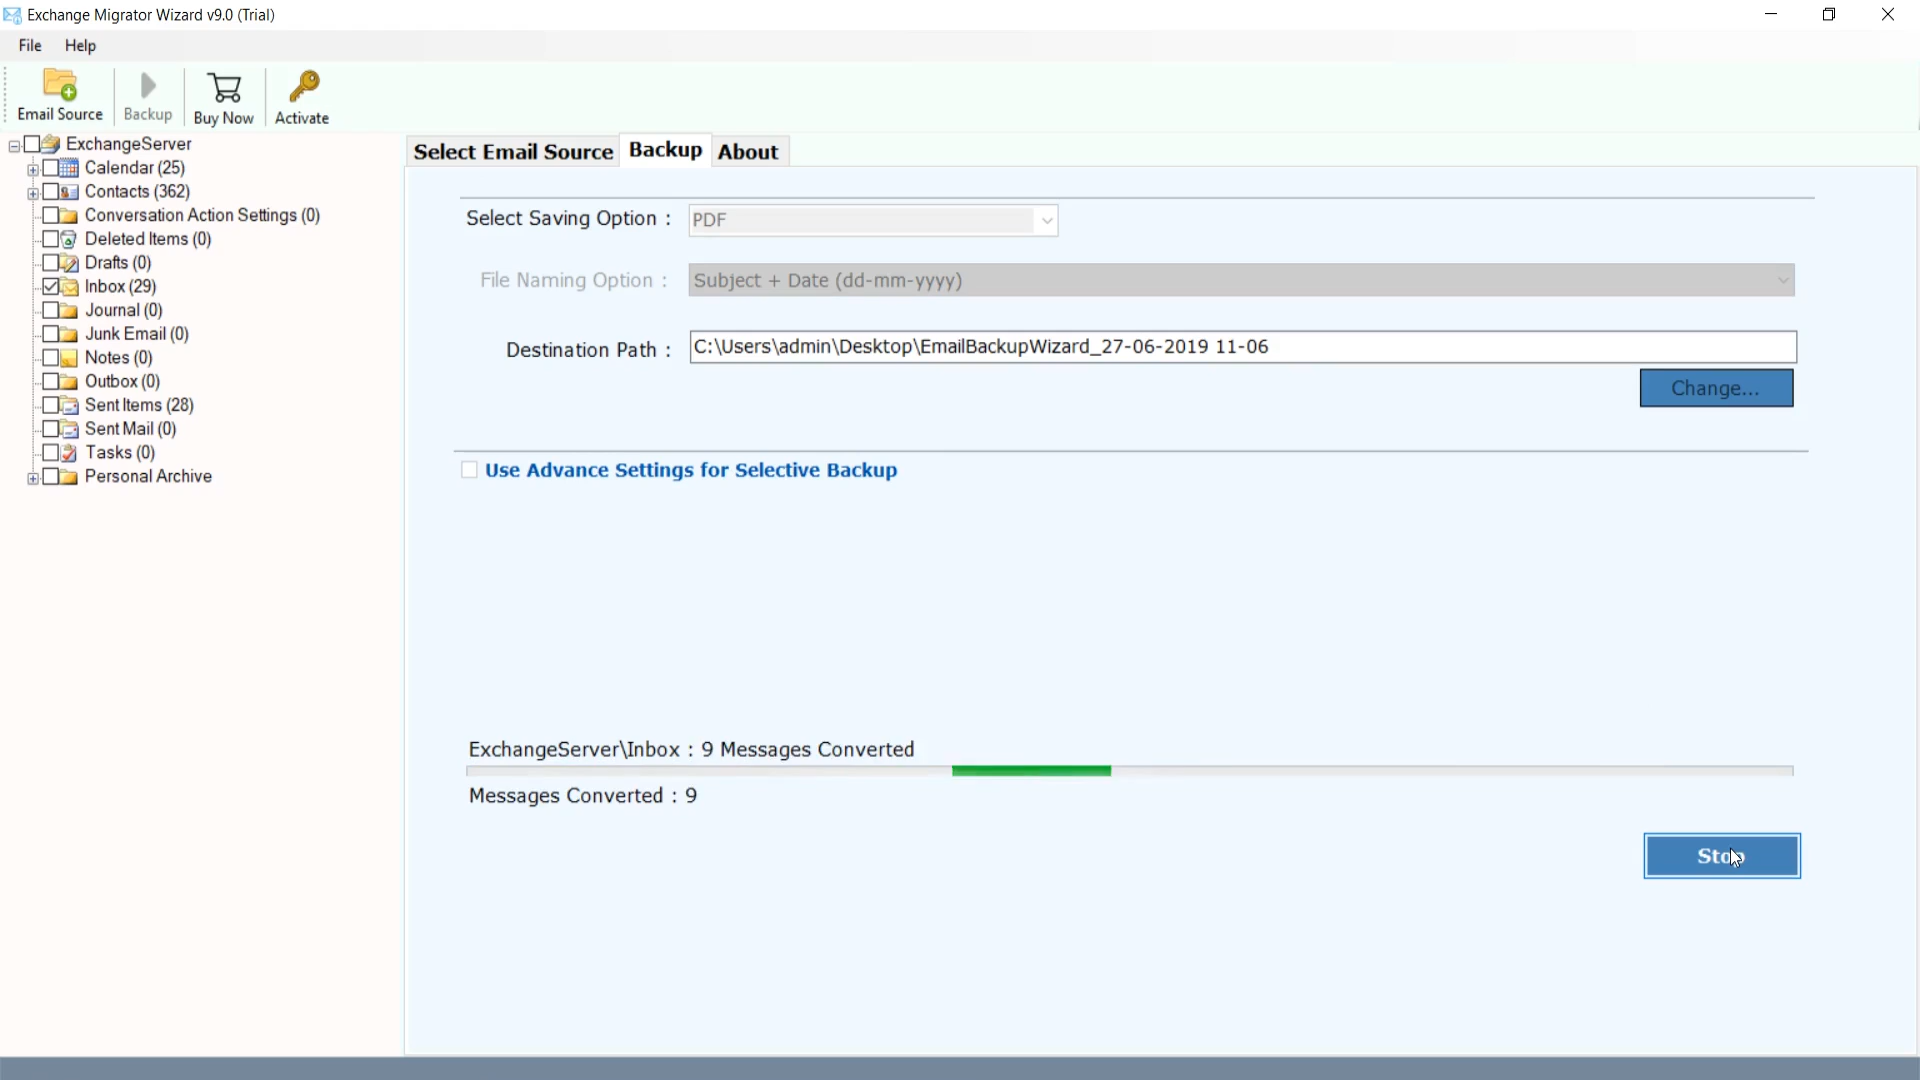 Exchange Migrator Wizard v9.0 (Trial)
File Help
Email Source
Backup
Buy Now
Activate
ExchangeServer
Calendar (25)
Contacts (362)
Conversation Action Settings (0)
Deleted Items (0)
Drafts (0)
Inbox (29)
Journal (0)
Junk Email (0)
Notes (0)
Outbox (0)
Sent Items (28)
Sent Mail (0)
Tasks (0)
Personal Archive
Select Email Source Backup About
Select Saving Option : PDF
File Naming Option : Subject + Date (dd-mm-yyyy)
Destination Path : C:\Users\admin\Desktop\EmailBackupWizard_27-06-2019 11-06
Change...
Use Advance Settings for Selective Backup
ExchangeServer\Inbox : 9 Messages Converted
Messages Converted : 9
Stop